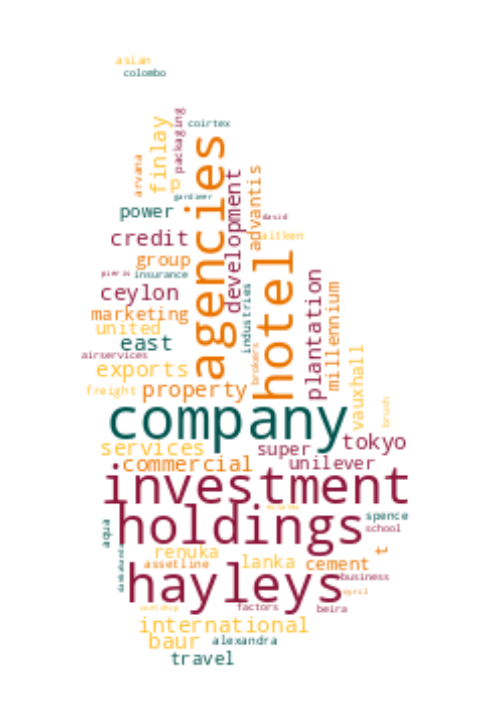 asian
colombo
packaging
coirtex
finlay
arvana
p
gardiner
agencies
development
advantis
power
david
aitken
credit
group
pieris
insurance
hotel
ceylon
industries
plantation
millennium
marketing
united
east
airservices
brokers
vauxhall
exports
freight
property
brush
company
services
super
tokyo
commercial
unilever
investment
holdings
spence
school
aqua
renuka
t
assetline
lanka
cement
hayleys
business
factors
beira
international
baur
alexandra
travel